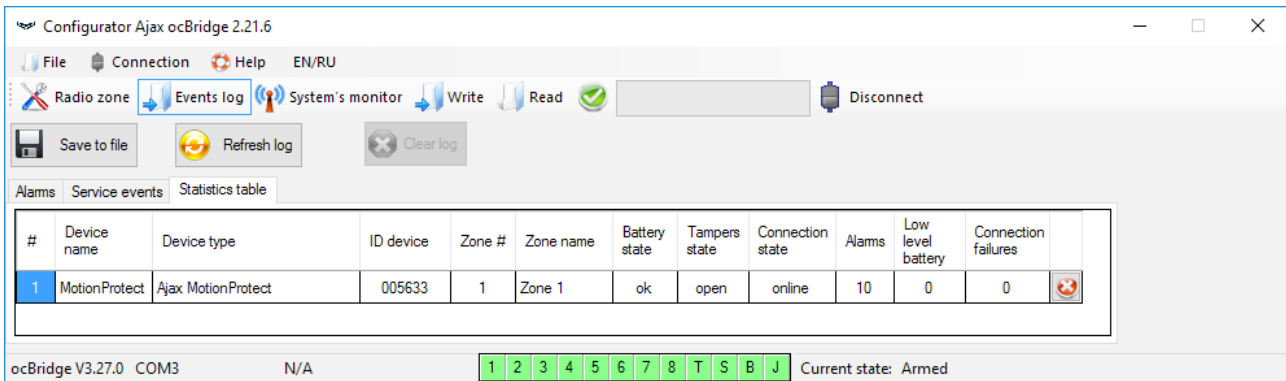 Configurator Ajax ocBridge 2.21.6
File Connection Help EN/RU
Radio zone Events log System's monitor Write Read Disconnect
Save to file Refresh log Clear log
Alarms Service events Statistics table
# Device name Device type ID device Zone # Zone name Battery state Tampers state Connection state Alarms Low level battery Connection failures
1 MotionProtect Ajax MotionProtect 005633 1 Zone 1 ok open online 10 0 0
ocBridge V3.27.0 COM3 N/A 1 2 3 4 5 6 7 8 T S B J Current state: Armed